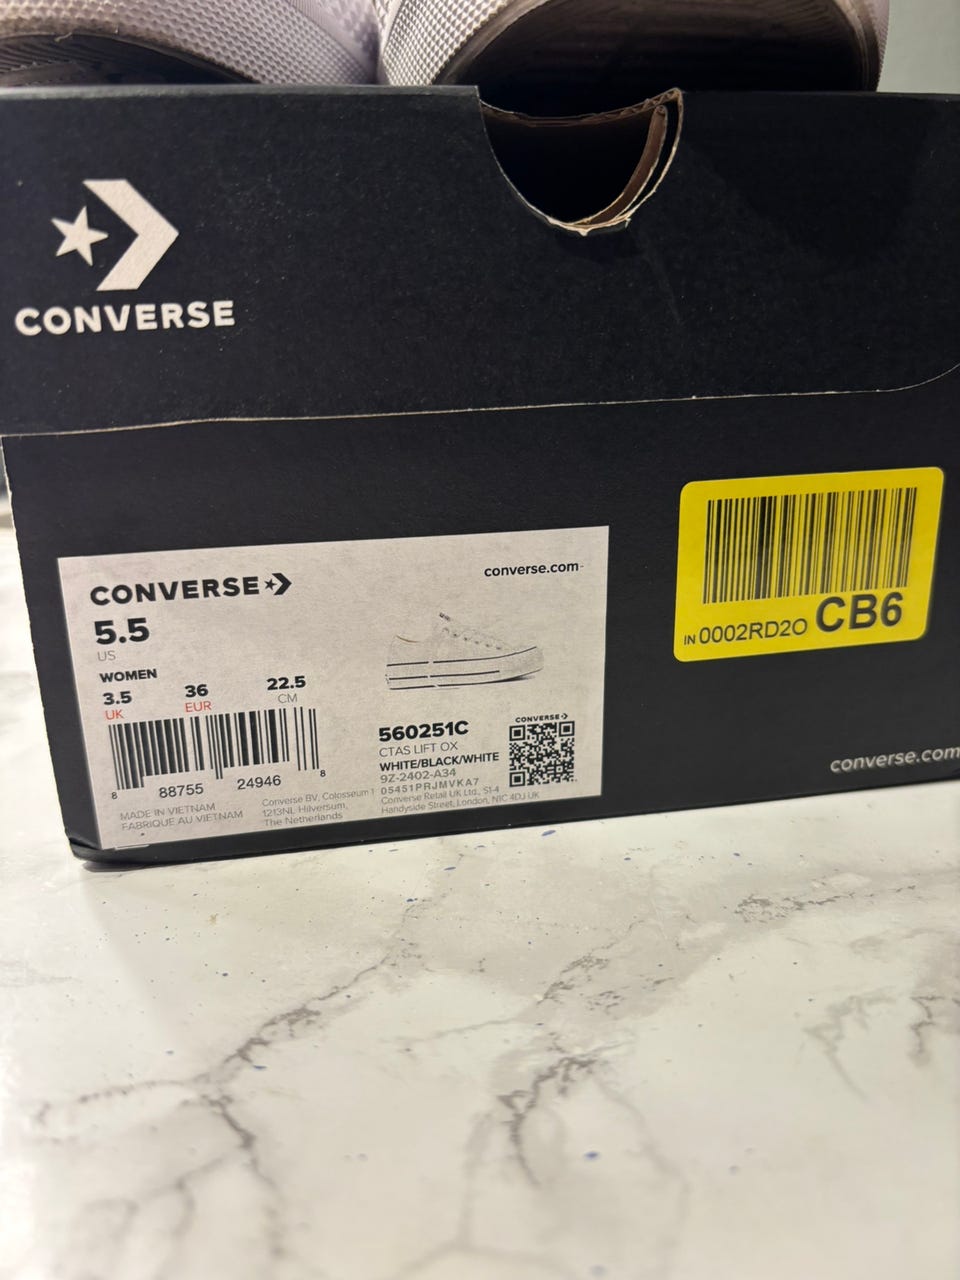 CONVERSE
CONVERSE
converse.com
5.5
US
WOMEN
3.5 36 22.5
UK EUR CM
8 88755 24946 8
MADE IN VIETNAM
FABRIQUE AU VIETNAM
Converse BV, Colosseum 1
1213NL Hilversum,
The Netherlands
560251C
CTAS LIFT OX
WHITE/BLACK/WHITE
9Z-2402-A34
05451PRJMVKA7
Converse Retail UK Ltd., S1-4
Handyside Street, London, N1C 4DJ UK
CONVERSE
IN 0002RD2O CB6
converse.com